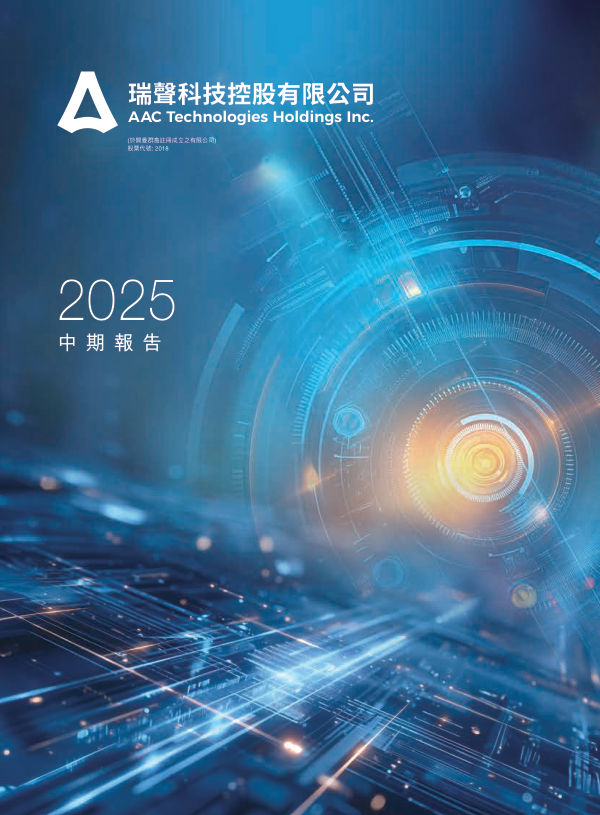 瑞聲科技控股有限公司
AAC Technologies Holdings Inc.
(於開曼群島註冊成立之有限公司)
股票代號: 2018
2025
中期報告